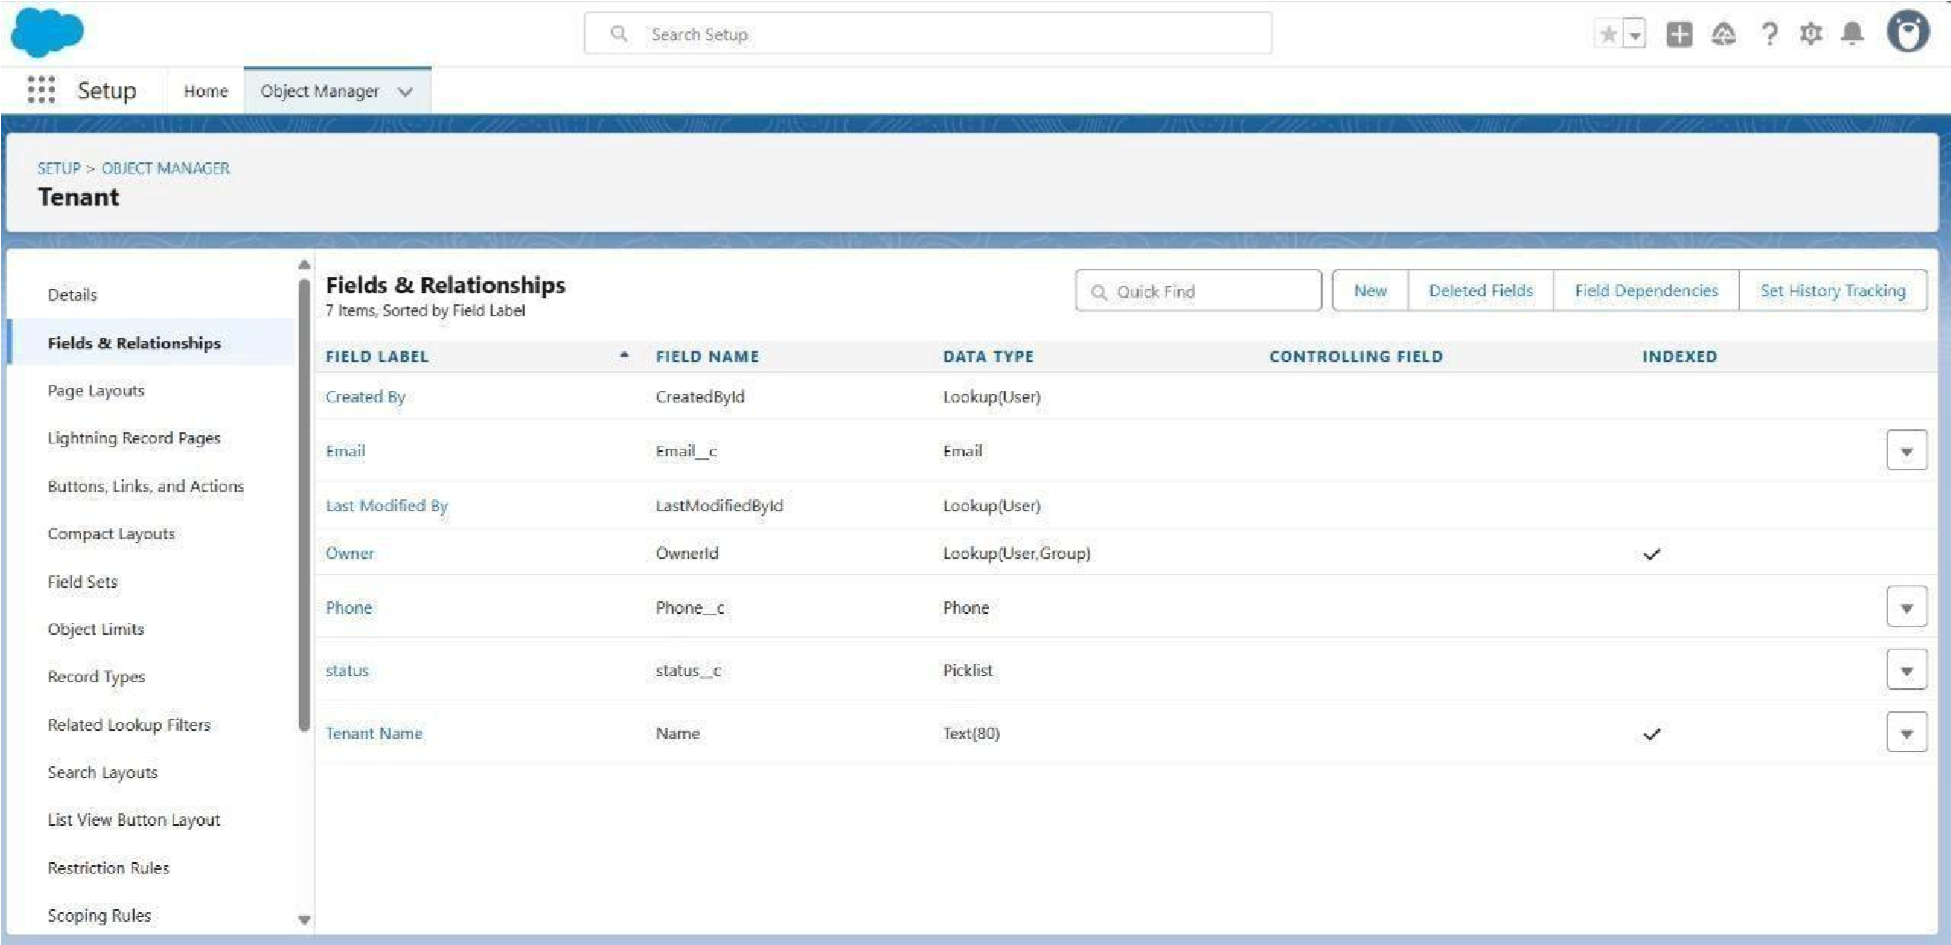 Search Setup
Setup Home Object Manager
SETUP > OBJECT MANAGER
Tenant
Details
Fields & Relationships
Page Layouts
Lightning Record Pages
Buttons, Links, and Actions
Compact Layouts
Field Sets
Object Limits
Record Types
Related Lookup Filters
Search Layouts
List View Button Layout
Restriction Rules
Scoping Rules
Fields & Relationships
7 Items, Sorted by Field Label
Quick Find New Deleted Fields Field Dependencies Set History Tracking
FIELD LABEL FIELD NAME DATA TYPE CONTROLLING FIELD INDEXED
Created By CreatedById Lookup(User)
Email Email__c Email
Last Modified By LastModifiedById Lookup(User)
Owner OwnerId Lookup(User,Group)
Phone Phone__c Phone
status status__c Picklist
Tenant Name Name Text(80)